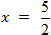 x = 5/2